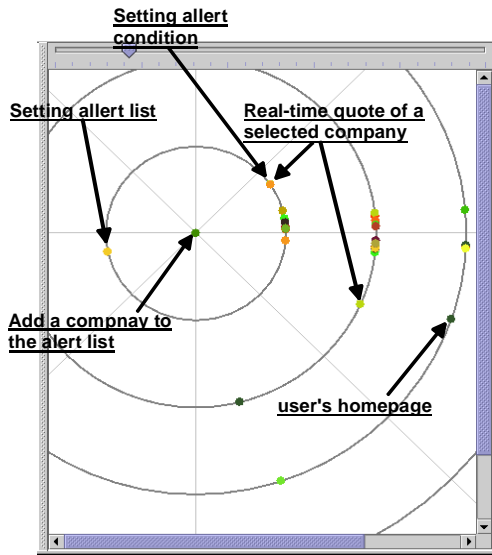 Setting allert
condition
Setting allert list
Real-time quote of a
selected company
Add a compnay to
the alert list
user's homepage